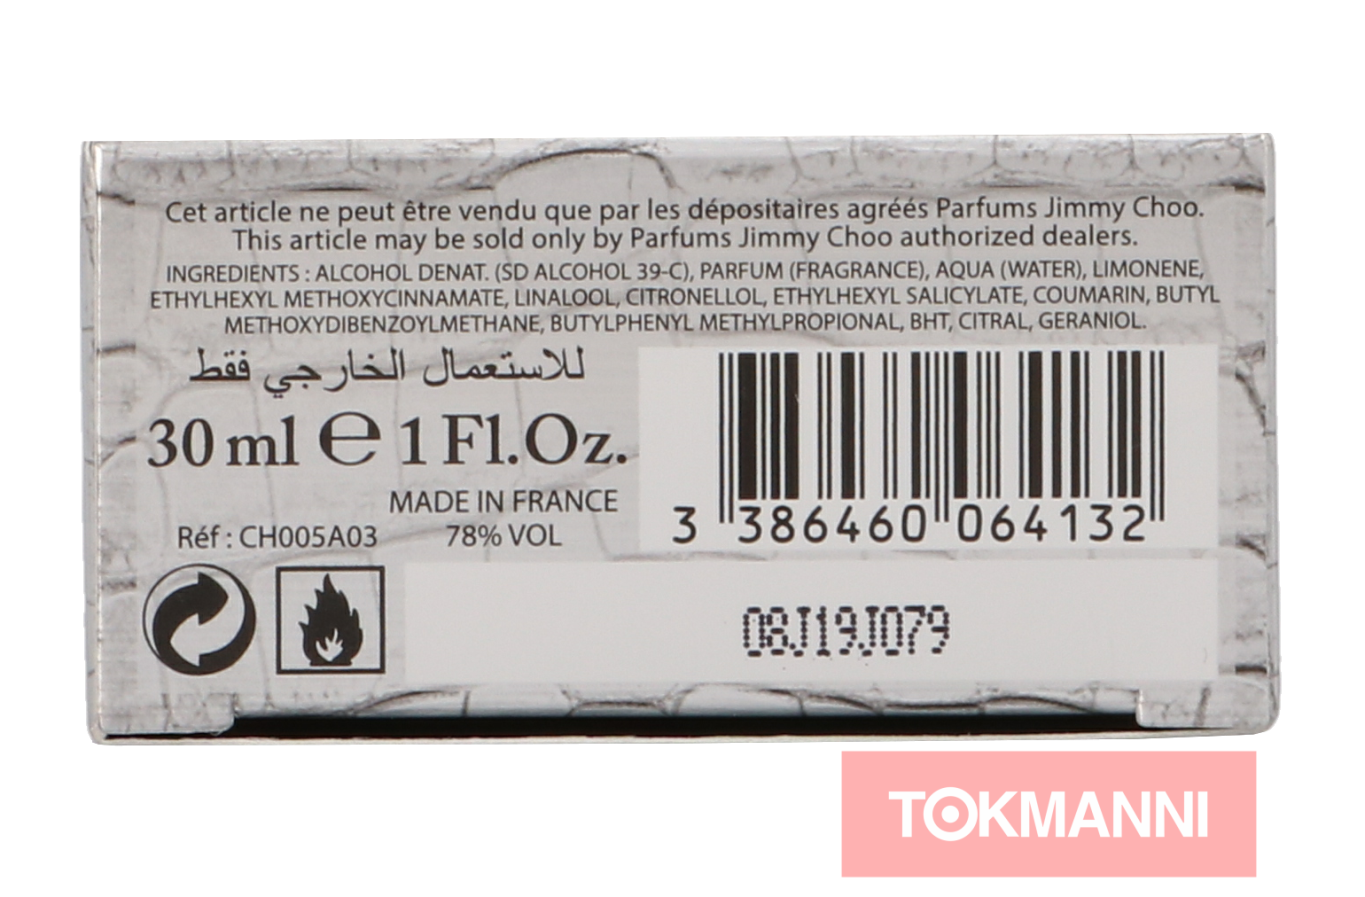 Cet article ne peut être vendu que par les dépositaires agréés Parfums Jimmy Choo.
This article may be sold only by Parfums Jimmy Choo authorized dealers.
INGREDIENTS : ALCOHOL DENAT. (SD ALCOHOL 39-C), PARFUM (FRAGRANCE), AQUA (WATER), LIMONENE,
ETHYLHEXYL METHOXYCINNAMATE, LINALOOL, CITRONELLOL, ETHYLHEXYL SALICYLATE, COUMARIN, BUTYL
METHOXYDIBENZOYLMETHANE, BUTYLPHENYL METHYLPROPIONAL, BHT, CITRAL, GERANIOL.
للاستعمال الخارجي فقط
30 ml ℮ 1 Fl.Oz.
MADE IN FRANCE
Réf : CH005A03 78% VOL
3 386460 064132
08J19J079
TOKMANNI